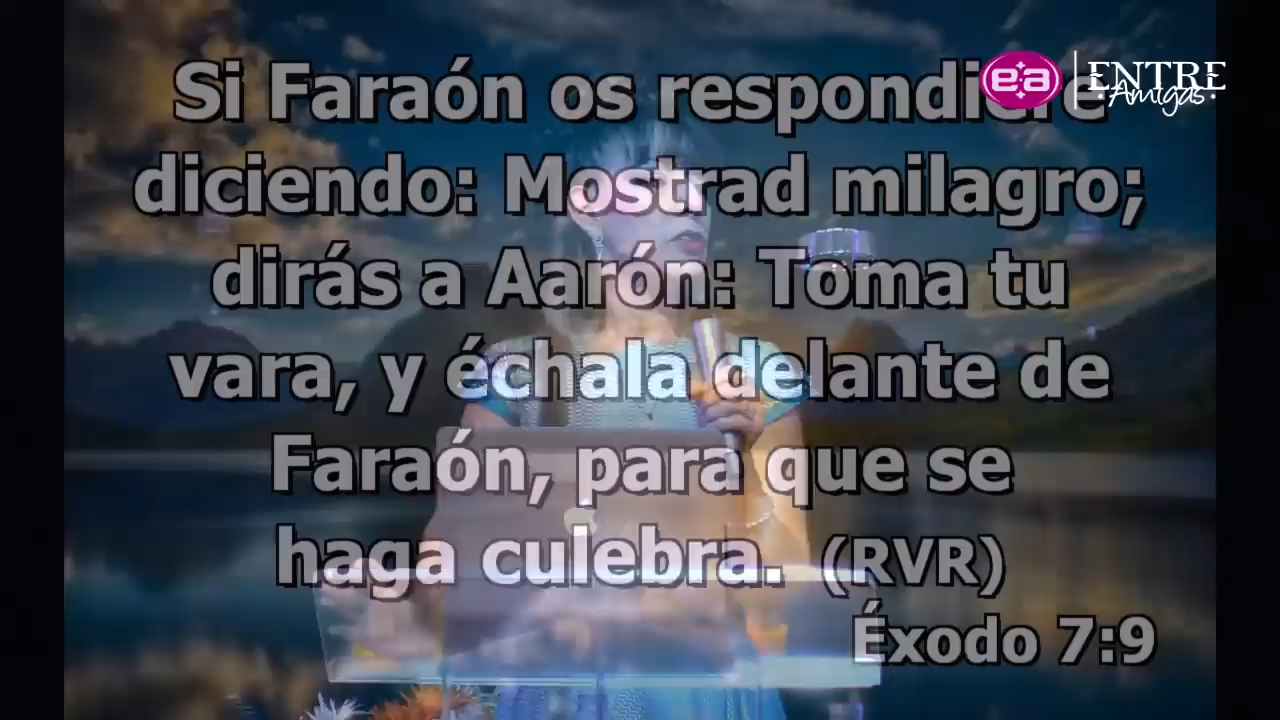 Si Faraón os respondiere
diciendo: Mostrad milagro;
dirás a Aarón: Toma tu
vara, y échala delante de
Faraón, para que se
haga culebra. (RVR)
Éxodo 7:9
ea
ENTRE
Amigas